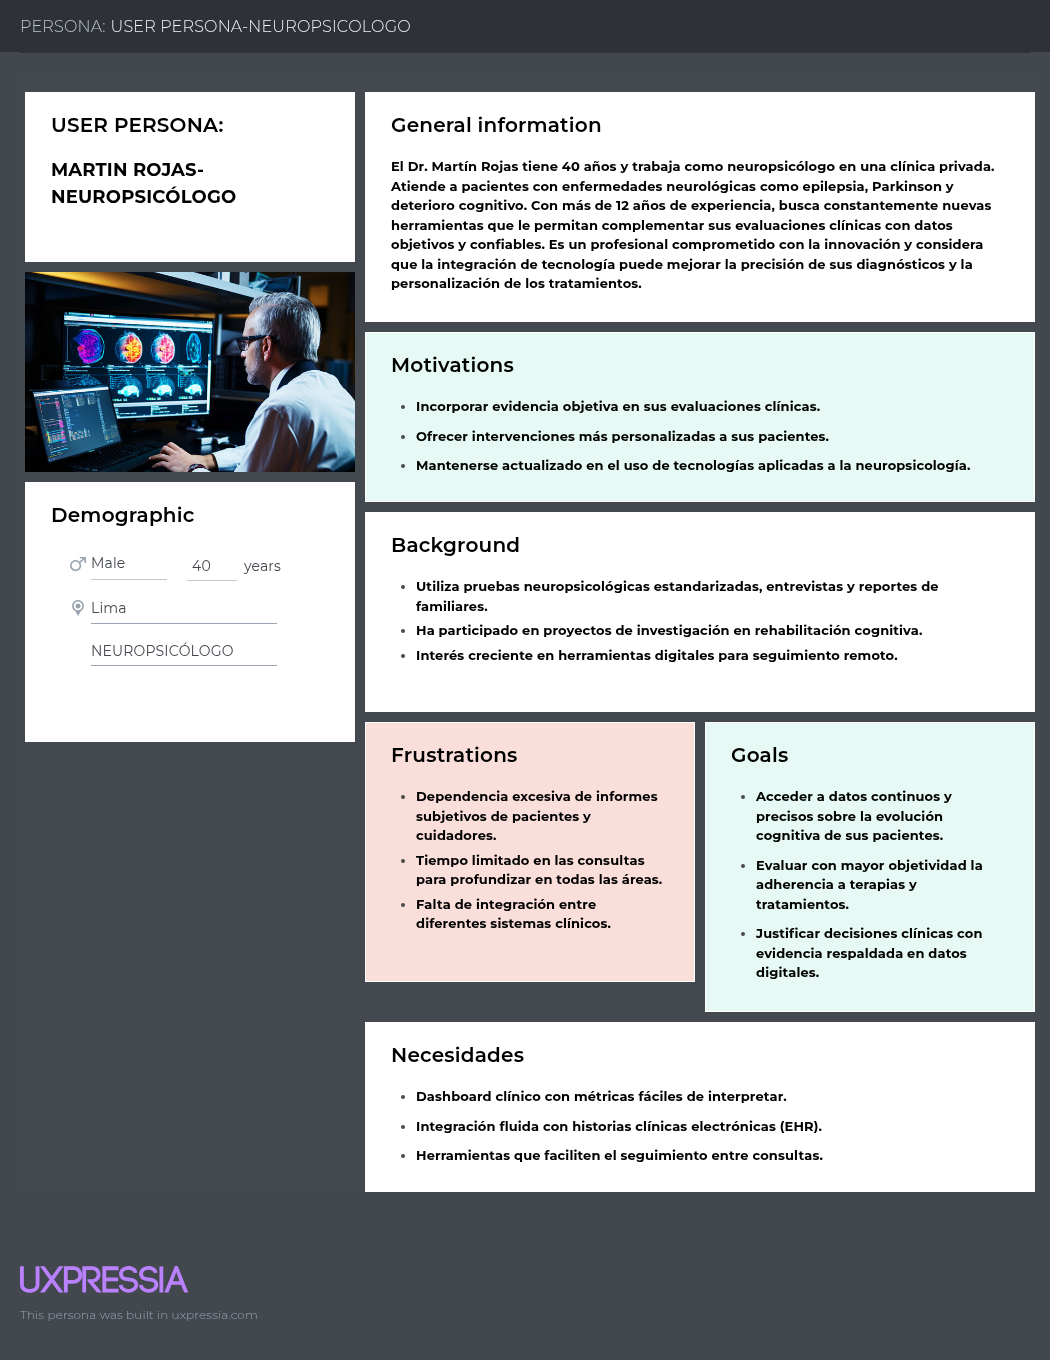 PERSONA: USER PERSONA-NEUROPSICOLOGO
USER PERSONA:
MARTIN ROJAS-
NEUROPSICÓLOGO
Demographic
Male
40 years
Lima
NEUROPSICÓLOGO
General information
El Dr. Martín Rojas tiene 40 años y trabaja como neuropsicólogo en una clínica privada.
Atiende a pacientes con enfermedades neurológicas como epilepsia, Parkinson y
deterioro cognitivo. Con más de 12 años de experiencia, busca constantemente nuevas
herramientas que le permitan complementar sus evaluaciones clínicas con datos
objetivos y confiables. Es un profesional comprometido con la innovación y considera
que la integración de tecnología puede mejorar la precisión de sus diagnósticos y la
personalización de los tratamientos.
Motivations
• Incorporar evidencia objetiva en sus evaluaciones clínicas.
• Ofrecer intervenciones más personalizadas a sus pacientes.
• Mantenerse actualizado en el uso de tecnologías aplicadas a la neuropsicología.
Background
• Utiliza pruebas neuropsicológicas estandarizadas, entrevistas y reportes de
familiares.
• Ha participado en proyectos de investigación en rehabilitación cognitiva.
• Interés creciente en herramientas digitales para seguimiento remoto.
Frustrations
• Dependencia excesiva de informes
subjetivos de pacientes y
cuidadores.
• Tiempo limitado en las consultas
para profundizar en todas las áreas.
• Falta de integración entre
diferentes sistemas clínicos.
Goals
• Acceder a datos continuos y
precisos sobre la evolución
cognitiva de sus pacientes.
• Evaluar con mayor objetividad la
adherencia a terapias y
tratamientos.
• Justificar decisiones clínicas con
evidencia respaldada en datos
digitales.
Necesidades
• Dashboard clínico con métricas fáciles de interpretar.
• Integración fluida con historias clínicas electrónicas (EHR).
• Herramientas que faciliten el seguimiento entre consultas.
UXPRESSIA
This persona was built in uxpressia.com